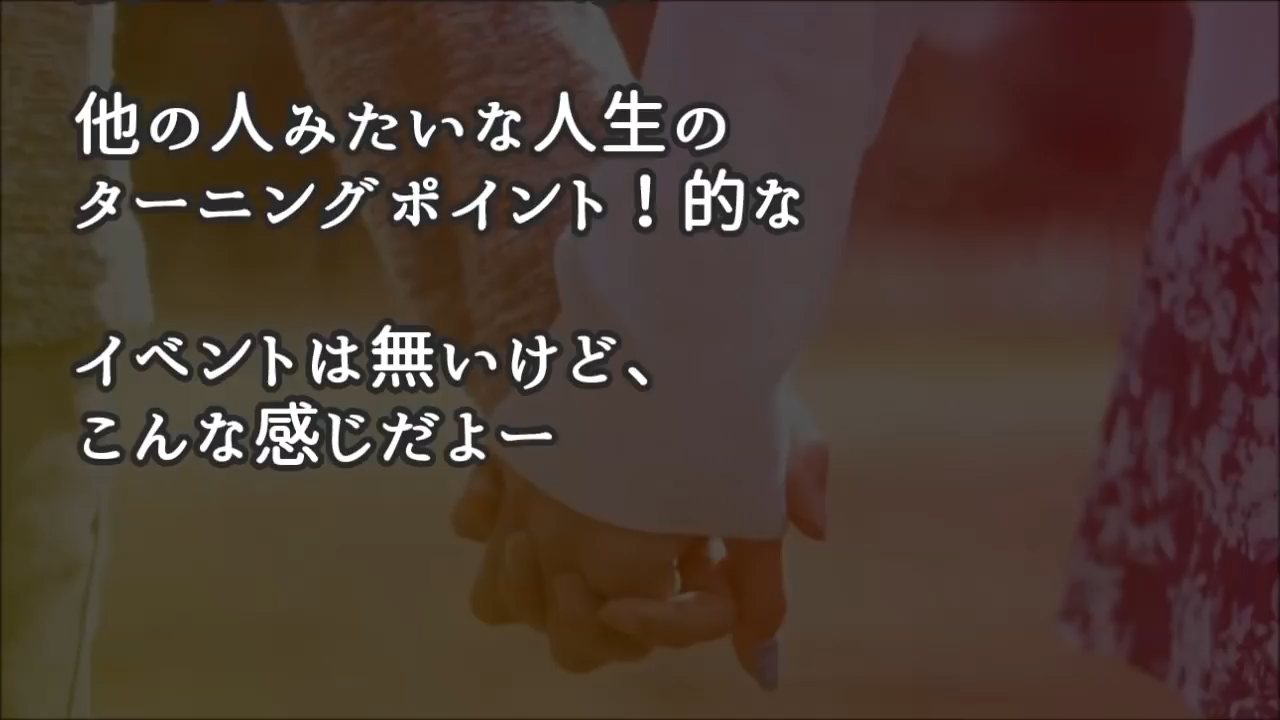 他の人みたいな人生の
ターニングポイント！的な
イベントは無いけど、
こんな感じだよー